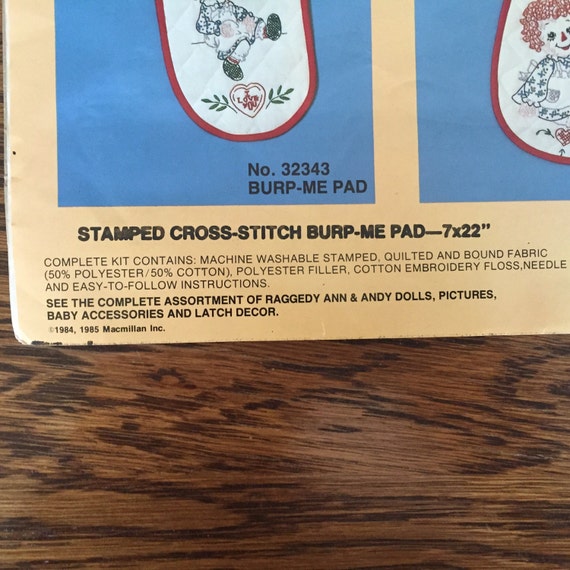 I
LOVE
YOU
No. 32343
BURP-ME PAD
STAMPED CROSS-STITCH BURP-ME PAD—7x22"
COMPLETE KIT CONTAINS: MACHINE WASHABLE STAMPED, QUILTED AND BOUND FABRIC
(50% POLYESTER/50% COTTON), POLYESTER FILLER, COTTON EMBROIDERY FLOSS,NEEDLE
AND EASY-TO-FOLLOW INSTRUCTIONS.
SEE THE COMPLETE ASSORTMENT OF RAGGEDY ANN & ANDY DOLLS, PICTURES,
BABY ACCESSORIES AND LATCH DECOR.
©1984, 1985 Macmillan Inc.